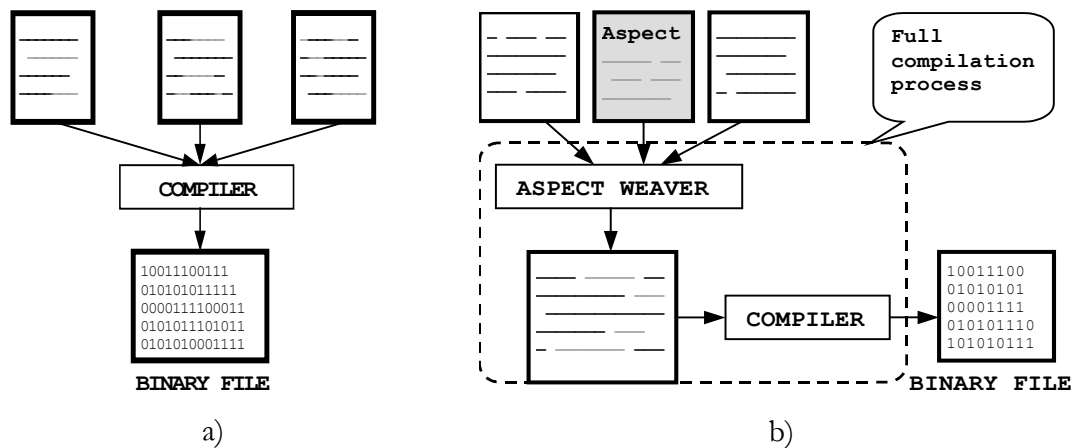 COMPILER
10011100111
010101011111
0000111100011
0101011101011
0101010001111
BINARY FILE
a)
Aspect
Full
compilation
process
ASPECT WEAVER
COMPILER
10011100
01010101
00001111
010101110
101010111
BINARY FILE
b)